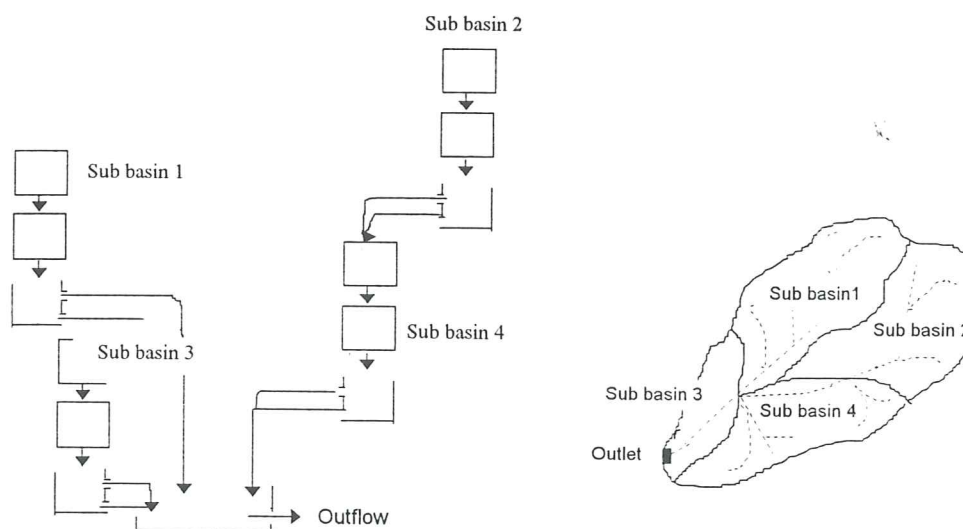 Sub basin 2
Sub basin 1
Sub basin 3
Sub basin 4
Outflow
Sub basin1
Sub basin 2
Sub basin 3
Sub basin 4
Outlet